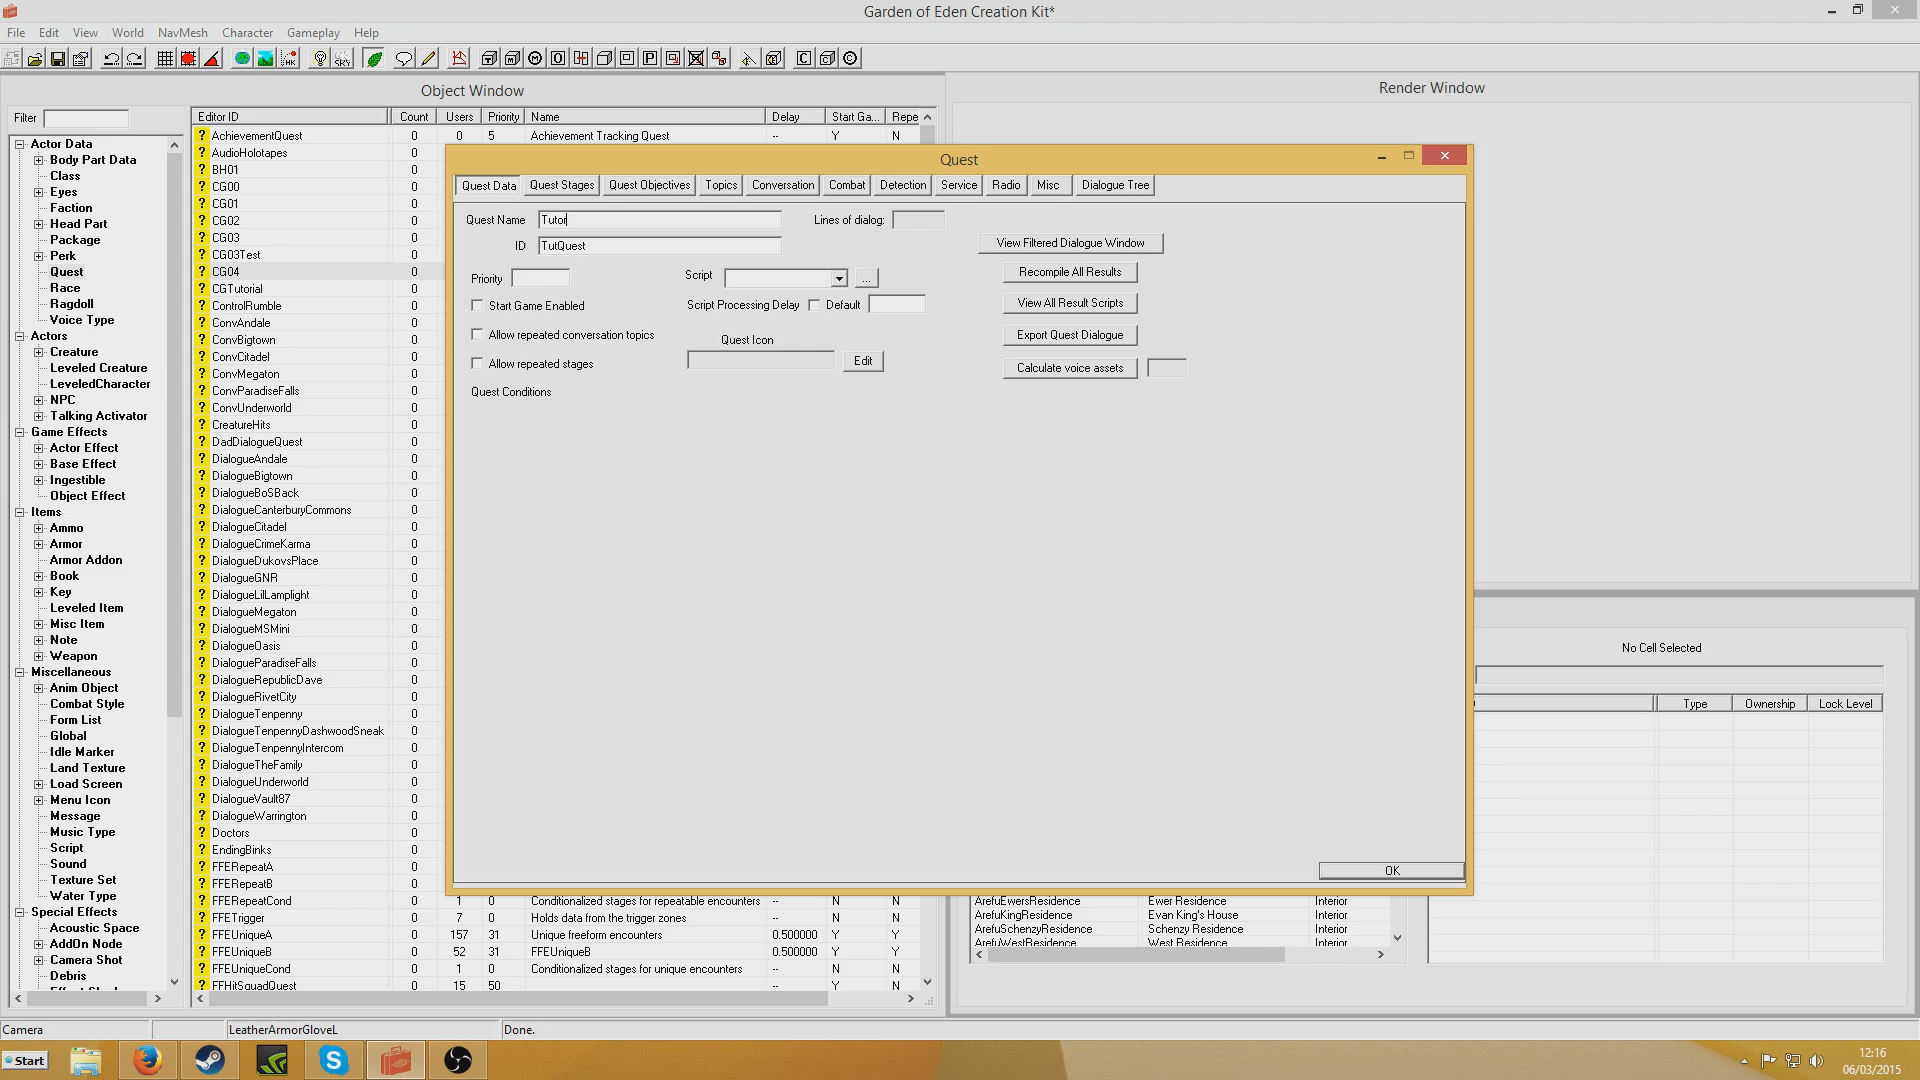 Garden of Eden Creation Kit*
File Edit View World NavMesh Character Gameplay Help
Object Window
Render Window
Filter
Editor ID Count Users Priority Name Delay Start Ga... Repe
Actor Data
Body Part Data
Class
Eyes
Faction
Head Part
Package
Perk
Quest
Race
Ragdoll
Voice Type
Actors
Creature
Leveled Creature
LeveledCharacter
NPC
Talking Activator
Game Effects
Actor Effect
Base Effect
Ingestible
Object Effect
Items
Ammo
Armor
Armor Addon
Book
Key
Leveled Item
Misc Item
Note
Weapon
Miscellaneous
Anim Object
Combat Style
Form List
Global
Idle Marker
Land Texture
Load Screen
Menu Icon
Message
Music Type
Script
Sound
Texture Set
Water Type
Special Effects
Acoustic Space
AddOn Node
Camera Shot
Debris
AchievementQuest 0 0 5 Achievement Tracking Quest -- Y N
AudioHolotapes 0
BH01 0
CG00 0
CG01 0
CG02 0
CG03 0
CG03Test 0
CG04 0
CGTutorial 0
ControlRumble 0
ConvAndale 0
ConvBigtown 0
ConvCitadel 0
ConvMegaton 0
ConvParadiseFalls 0
ConvUnderworld 0
CreatureHits 0
DadDialogueQuest 0
DialogueAndale 0
DialogueBigtown 0
DialogueBoSBack 0
DialogueCanterburyCommons 0
DialogueCitadel 0
DialogueCrimeKarma 0
DialogueDukovsPlace 0
DialogueGNR 0
DialogueLilLamplight 0
DialogueMegaton 0
DialogueMSMini 0
DialogueOasis 0
DialogueParadiseFalls 0
DialogueRepublicDave 0
DialogueRivetCity 0
DialogueTenpenny 0
DialogueTenpennyDashwoodSneak 0
DialogueTenpennyIntercom 0
DialogueTheFamily 0
DialogueUnderworld 0
DialogueVault87 0
DialogueWarrington 0
Doctors 0
EndingBinks 0
FFERepeatA 0
FFERepeatB 0
FFERepeatCond 0 1 0 Conditionalized stages for repeatable encounters -- N N
FFETrigger 0 7 0 Holds data from the trigger zones -- N N
FFEUniqueA 0 157 31 Unique freeform encounters 0.500000 Y Y
FFEUniqueB 0 52 31 FFEUniqueB 0.500000 Y Y
FFEUniqueCond 0 1 0 Conditionalized stages for unique encounters -- N N
FFHitSquadQuest 0 15 50 -- Y N
Quest
Quest Data Quest Stages Quest Objectives Topics Conversation Combat Detection Service Radio Misc Dialogue Tree
Quest Name Tutor Lines of dialog:
ID TutQuest
View Filtered Dialogue Window
Priority Script ...
Recompile All Results
Start Game Enabled Script Processing Delay Default
View All Result Scripts
Allow repeated conversation topics Quest Icon
Export Quest Dialogue
Allow repeated stages Edit
Calculate voice assets
Quest Conditions
OK
No Cell Selected
Type Ownership Lock Level
ArefuEwersResidence Ewer Residence Interior
ArefuKingResidence Evan King's House Interior
ArefuSchenzyResidence Schenzy Residence Interior
ArefuWestResidence West Residence Interior
Camera LeatherArmorGloveL Done.
Start
12:16
06/03/2015